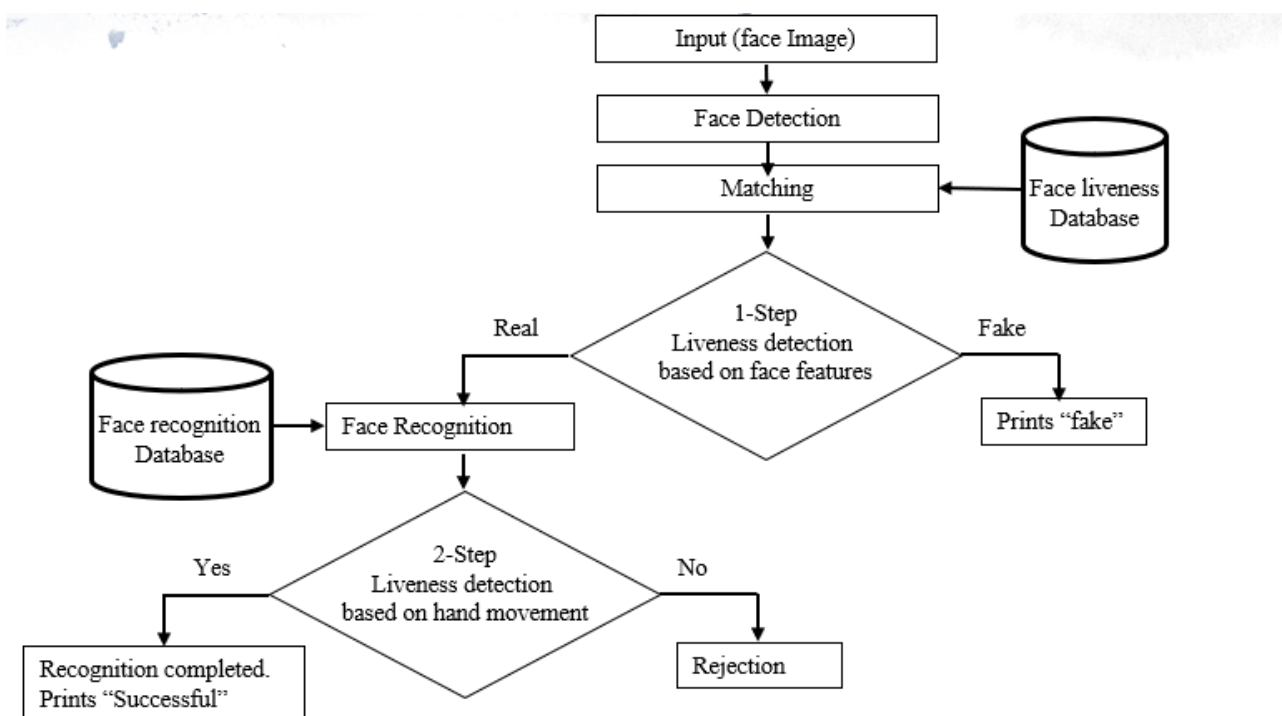 Input (face Image)
Face Detection
Matching
Face liveness
Database
1-Step
Liveness detection
based on face features
Real
Fake
Prints “fake”
Face recognition
Database
Face Recognition
2-Step
Liveness detection
based on hand movement
Yes
No
Recognition completed.
Prints “Successful”
Rejection